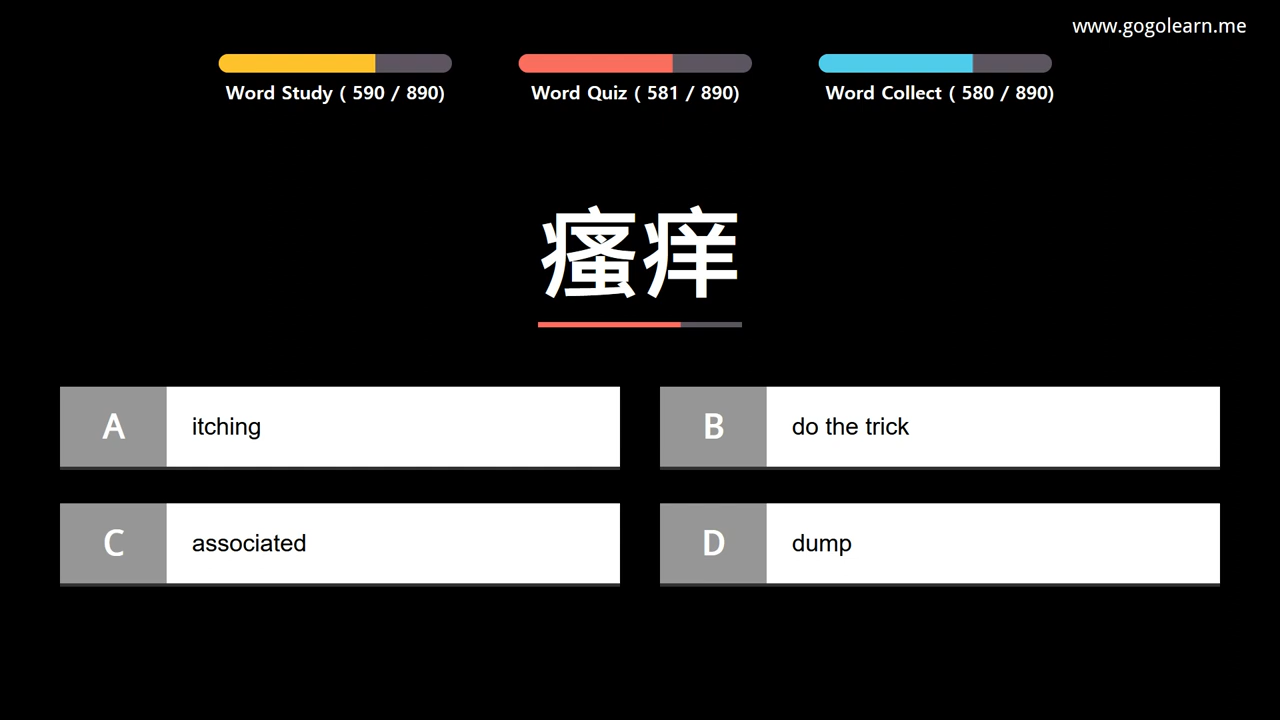 www.gogolearn.me
Word Study ( 590 / 890)
Word Quiz ( 581 / 890)
Word Collect ( 580 / 890)
瘙痒
A itching
B do the trick
C associated
D dump